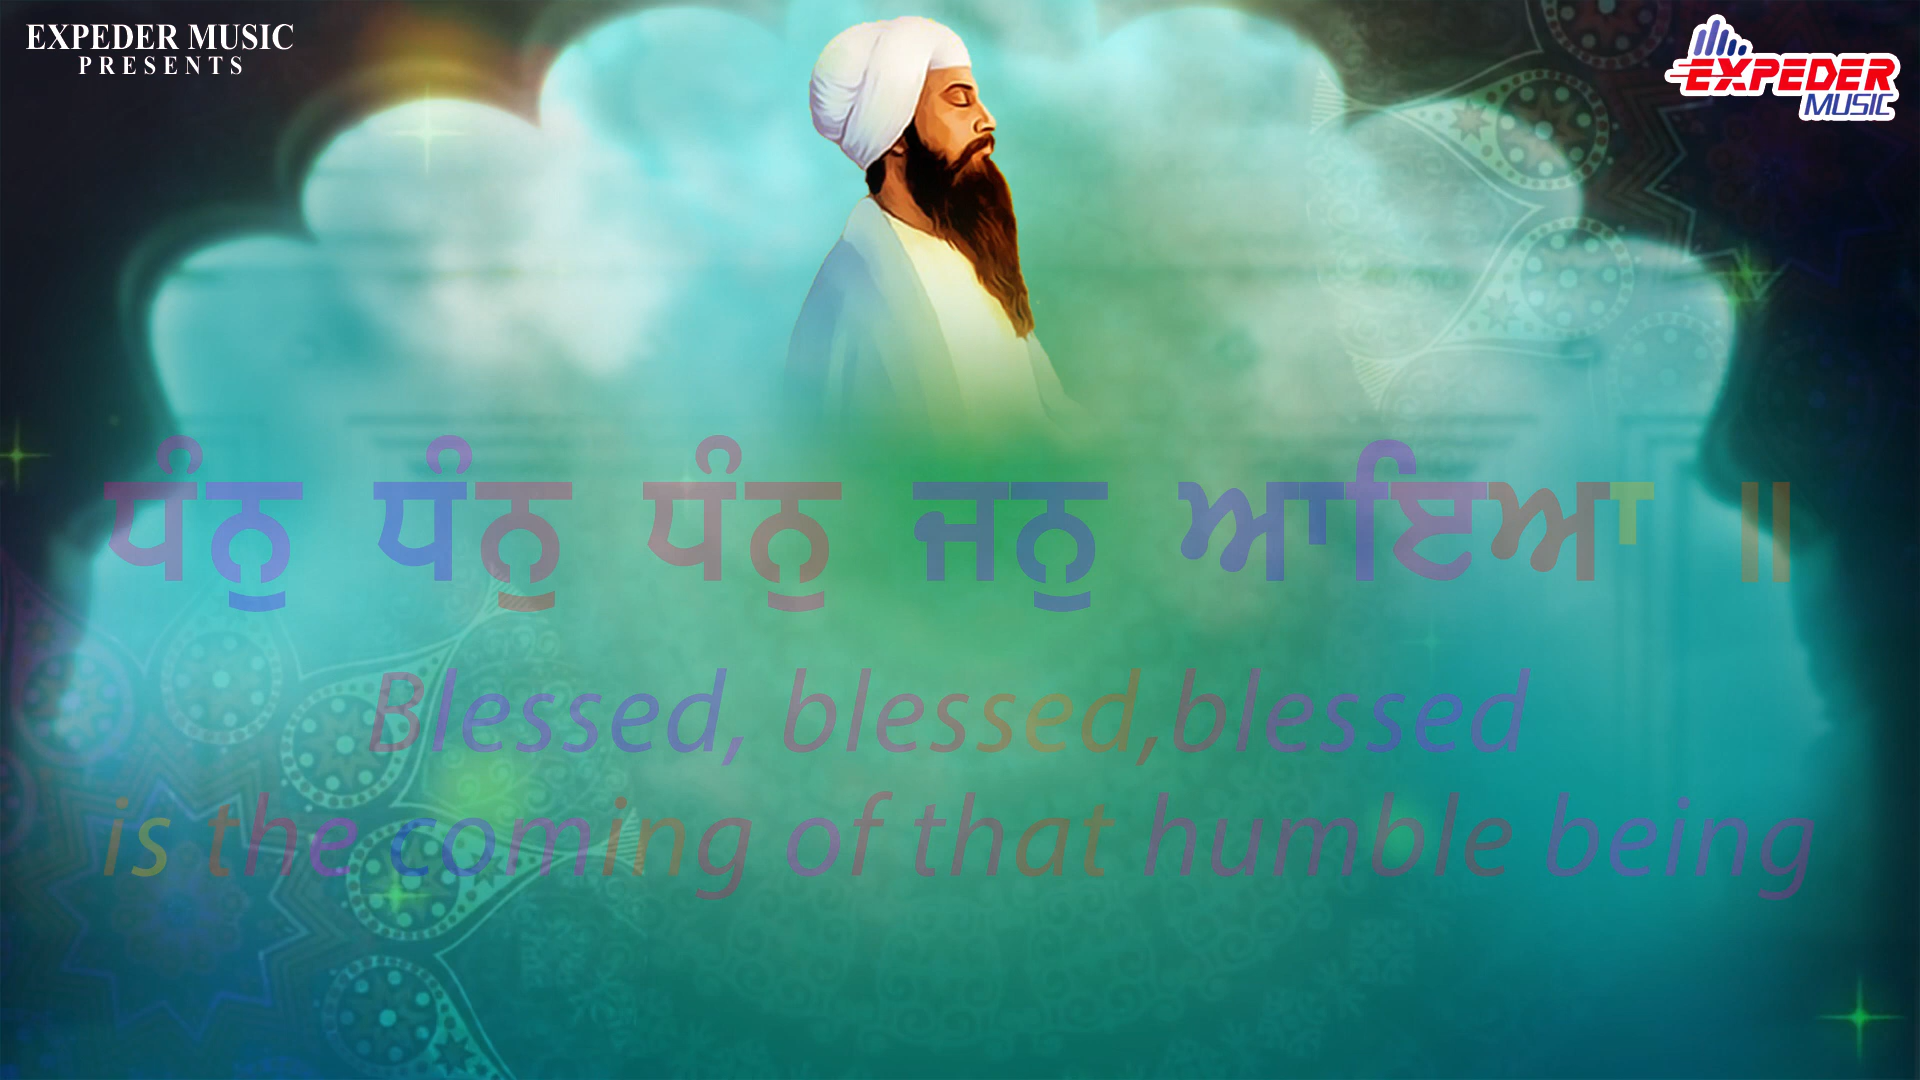 EXPEDER MUSIC
PRESENTS
EXPEDER
MUSIC
ਧੰਨੁ ਧੰਨੁ ਧੰਨੁ ਜਨੁ ਆਇਆ ॥
Blessed, blessed,blessed
is the coming of that humble being